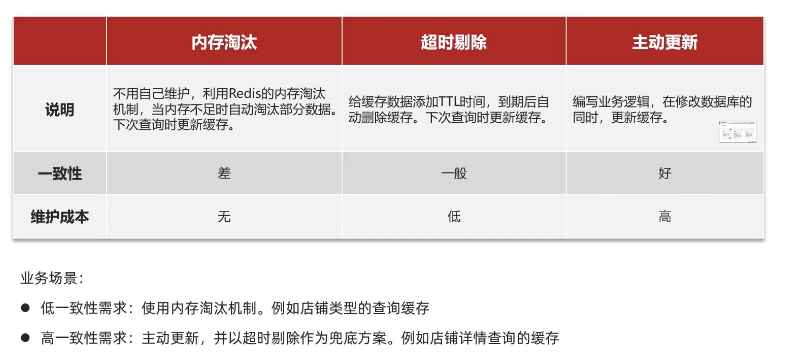 内存淘汰 超时剔除 主动更新
说明
不用自己维护，利用Redis的内存淘汰
机制，当内存不足时自动淘汰部分数据。
下次查询时更新缓存。
给缓存数据添加TTL时间，到期后自
动删除缓存。下次查询时更新缓存。
编写业务逻辑，在修改数据库的
同时，更新缓存。
一致性 差 一般 好
维护成本 无 低 高
业务场景：
● 低一致性需求：使用内存淘汰机制。例如店铺类型的查询缓存
● 高一致性需求：主动更新，并以超时剔除作为兜底方案。例如店铺详情查询的缓存